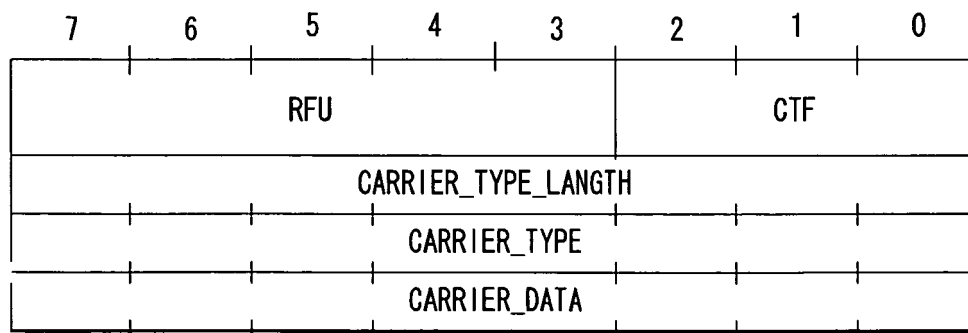 7 6 5 4 3 2 1 0
RFU CTF
CARRIER_TYPE_LANGTH
CARRIER_TYPE
CARRIER_DATA